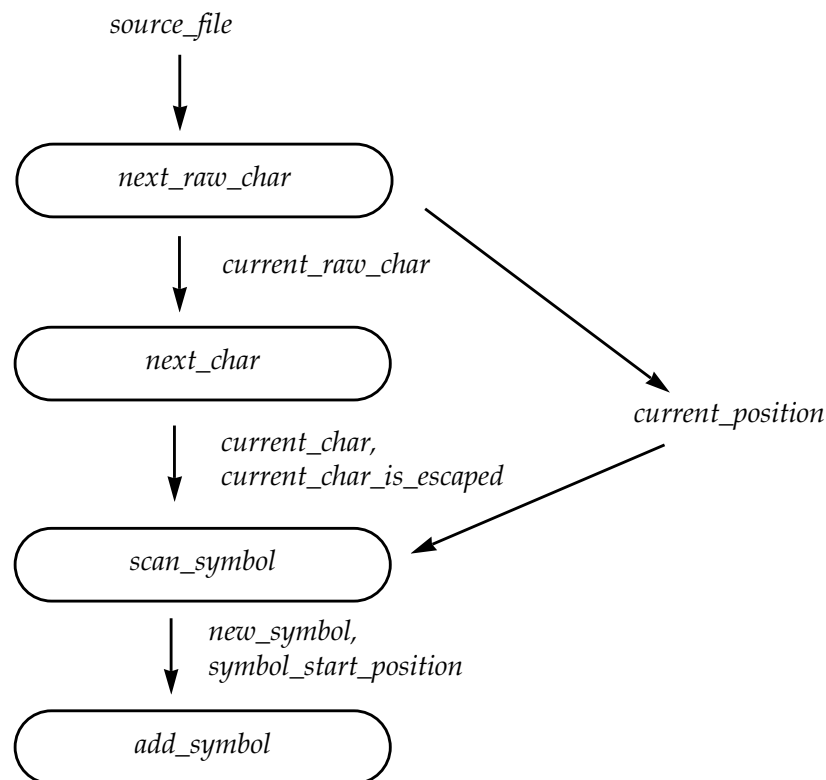 source_file
next_raw_char
current_raw_char
next_char
current_position
current_char,
current_char_is_escaped
scan_symbol
new_symbol,
symbol_start_position
add_symbol